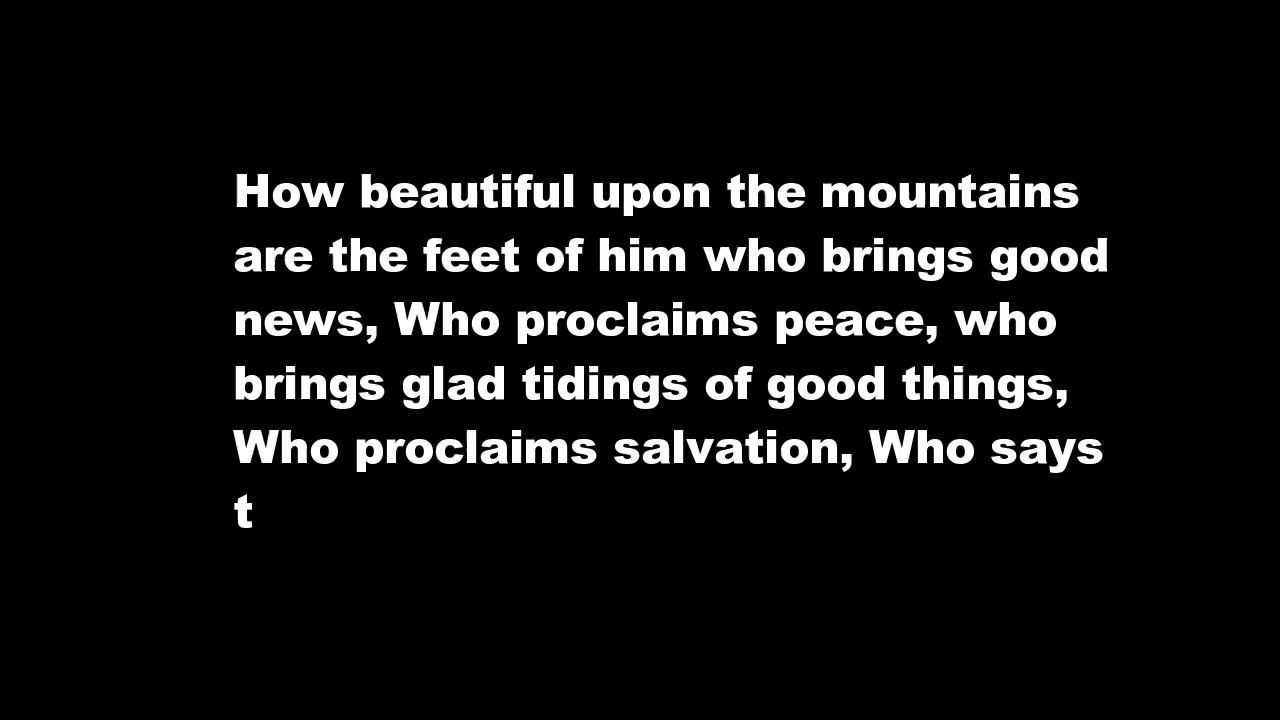 How beautiful upon the mountains
are the feet of him who brings good
news, Who proclaims peace, who
brings glad tidings of good things,
Who proclaims salvation, Who says
t